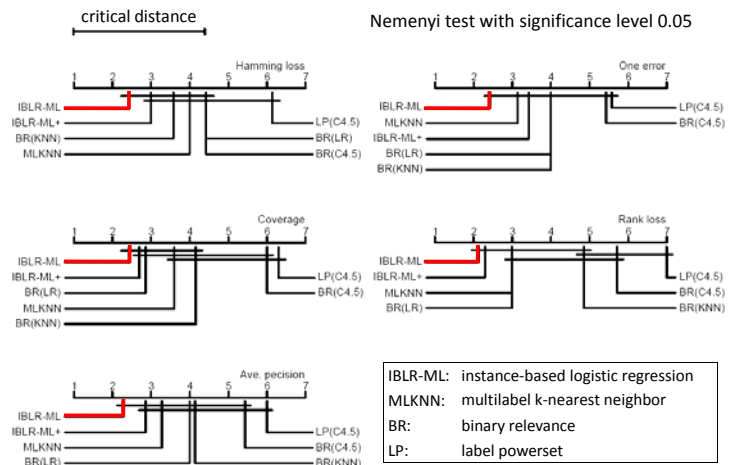 critical distance
Nemenyi test with significance level 0.05
Hamming loss
1 2 3 4 5 6 7
IBLR-ML
IBLR-ML+
BR(KNN)
MLKNN
LP(C4.5)
BR(LR)
BR(C4.5)
One error
1 2 3 4 5 6 7
IBLR-ML
MLKNN
IBLR-ML+
BR(LR)
BR(KNN)
LP(C4.5)
BR(C4.5)
Coverage
1 2 3 4 5 6 7
IBLR-ML
IBLR-ML+
BR(LR)
MLKNN
BR(KNN)
LP(C4.5)
BR(C4.5)
Rank loss
1 2 3 4 5 6 7
IBLR-ML
IBLR-ML+
MLKNN
BR(LR)
LP(C4.5)
BR(C4.5)
BR(KNN)
Ave. pecision
1 2 3 4 5 6 7
IBLR-ML
IBLR-ML+
MLKNN
BR(LR)
LP(C4.5)
BR(C4.5)
BR(KNN)
IBLR-ML: instance-based logistic regression
MLKNN: multilabel k-nearest neighbor
BR: binary relevance
LP: label powerset